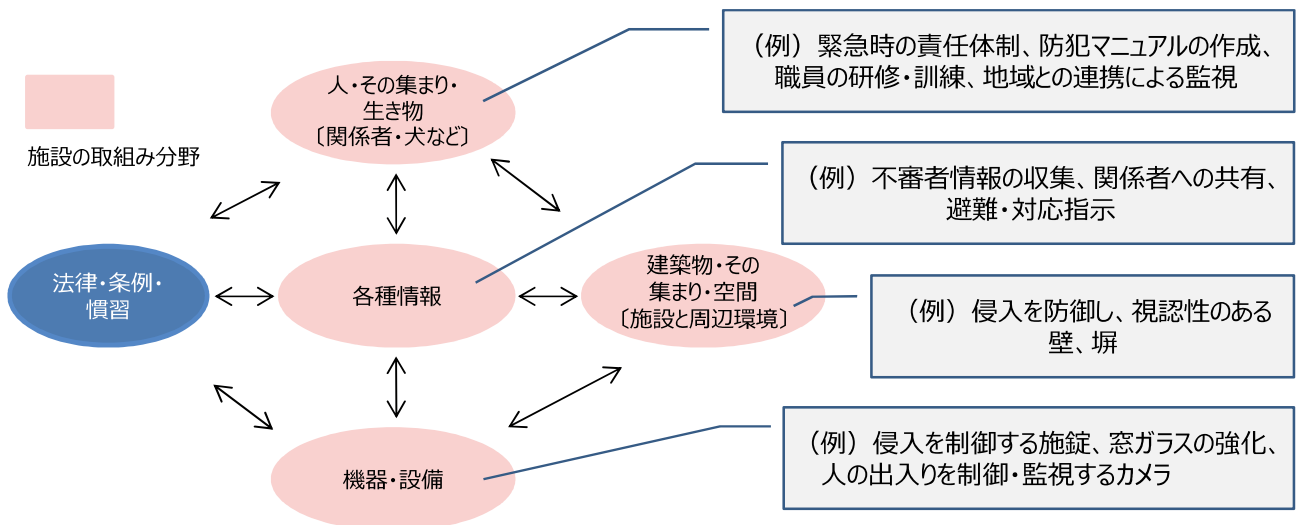 （例）緊急時の責任体制、防犯マニュアルの作成、
職員の研修・訓練、地域との連携による監視
人・その集まり・
生き物
〔関係者・犬など〕
施設の取組み分野
（例）不審者情報の収集、関係者への共有、
避難・対応指示
法律・条例・
慣習
各種情報
建築物・その
集まり・空間
〔施設と周辺環境〕
（例）侵入を防御し、視認性のある
壁、塀
（例）侵入を制御する施錠、窓ガラスの強化、
人の出入りを制御・監視するカメラ
機器・設備